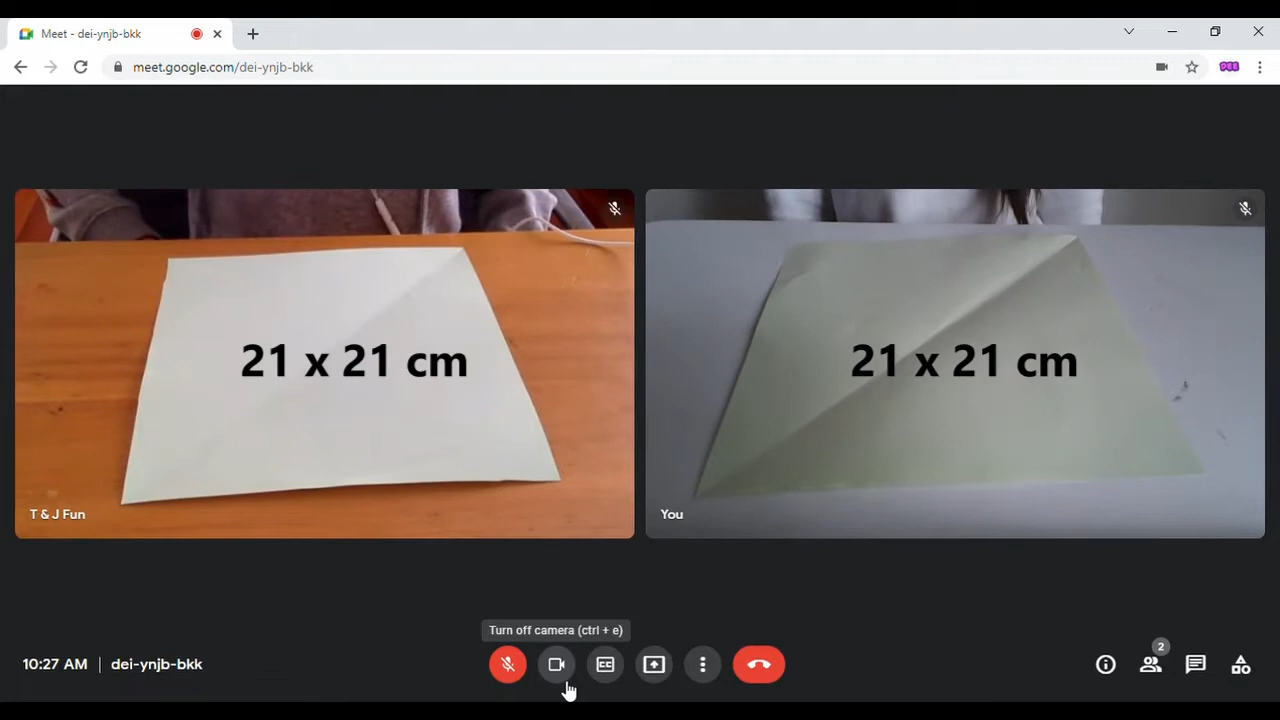 Meet - dei-ynjb-bkk
meet.google.com/dei-ynjb-bkk
21 x 21 cm
21 x 21 cm
T & J Fun
You
Turn off camera (ctrl + e)
10:27 AM | dei-ynjb-bkk
CC
2